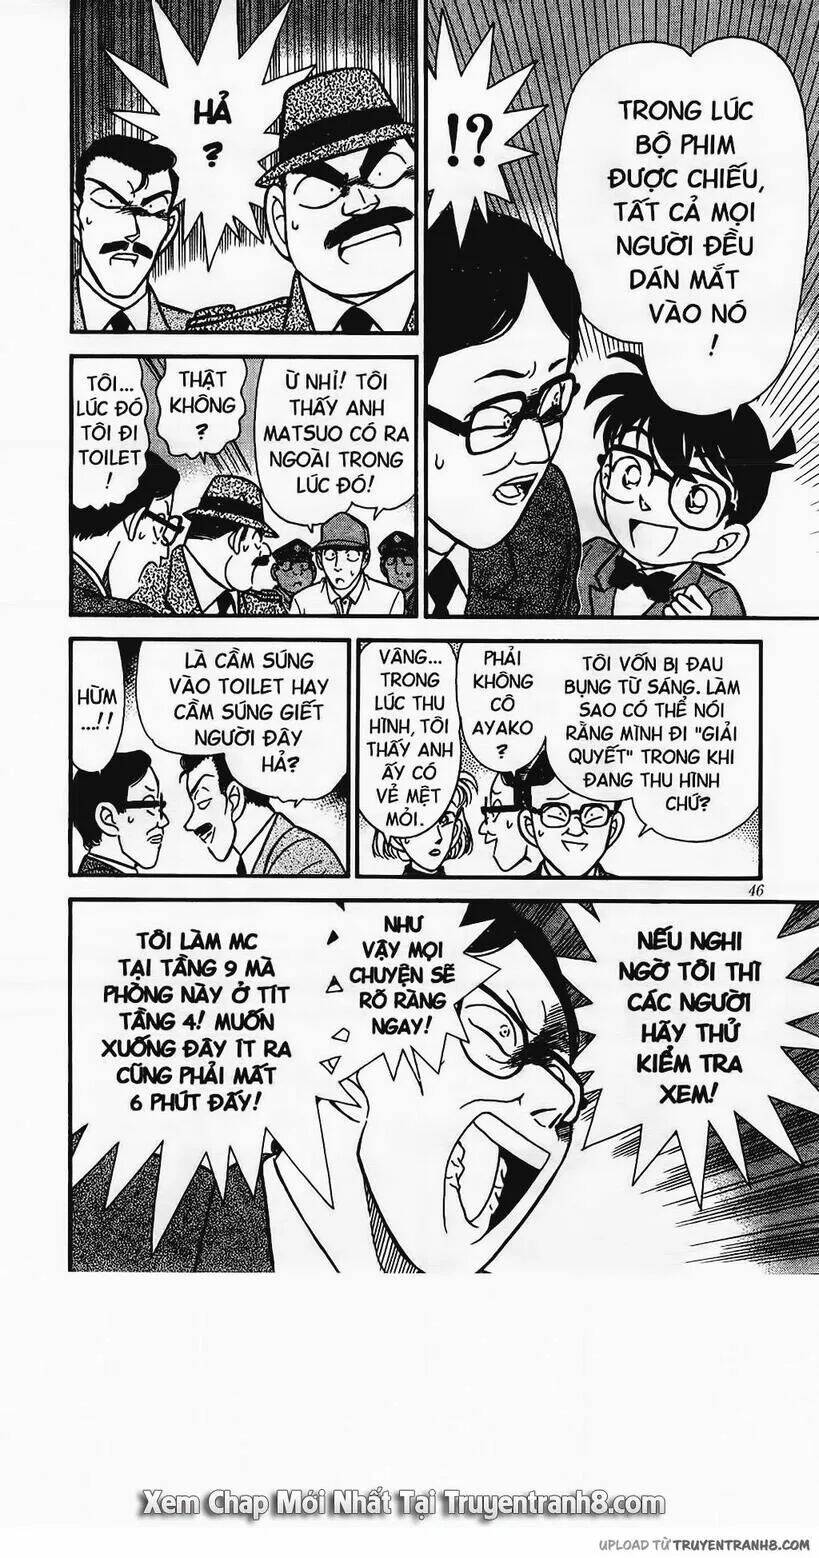 TRONG LÚC
BỘ PHIM
ĐƯỢC CHIẾU,
TẤT CẢ MỌI
NGƯỜI ĐỀU
DÁN MẮT
VÀO NÓ
!
!?
HẢ
?
Ừ NHỈ! TÔI
THẤY ANH
MATSUO CÓ RA
NGOÀI TRONG
LÚC ĐÓ!
THẬT
KHÔNG
?
TÔI...
LÚC ĐÓ
TÔI ĐI
TOILET
!
TÔI VỐN BỊ ĐAU
BỤNG TỪ SÁNG. LÀM
SAO CÓ THỂ NÓI
RẰNG MÌNH ĐI "GIẢI
QUYẾT" TRONG KHI
ĐANG THU HÌNH
CHỨ?
PHẢI
KHÔNG
CÔ
AYAKO
?
VÂNG...
TRONG
LÚC THU
HÌNH, TÔI
THẤY ANH
ẤY CÓ
VẺ MỆT
MỎI.
LÀ CẦM SÚNG
VÀO TOILET HAY
CẦM SÚNG GIẾT
NGƯỜI ĐÂY
HẢ?
HỪM
...!!
46
NẾU NGHI
NGỜ TÔI THÌ
CÁC NGƯỜI
HÃY THỬ
KIỂM TRA
XEM!
NHƯ
VẬY MỌI
CHUYỆN SẼ
RÕ RÀNG
NGAY!
TÔI LÀM MC
TẠI TẦNG 9 MÀ
PHÒNG NÀY Ở TÍT
TẦNG 4! MUỐN
XUỐNG ĐÂY ÍT RA
CŨNG PHẢI MẤT
6 PHÚT ĐẤY!
Xem Chap Mới Nhất Tại Truyentranh8.com
UPLOAD TỪ TRUYENTRANH8.COM